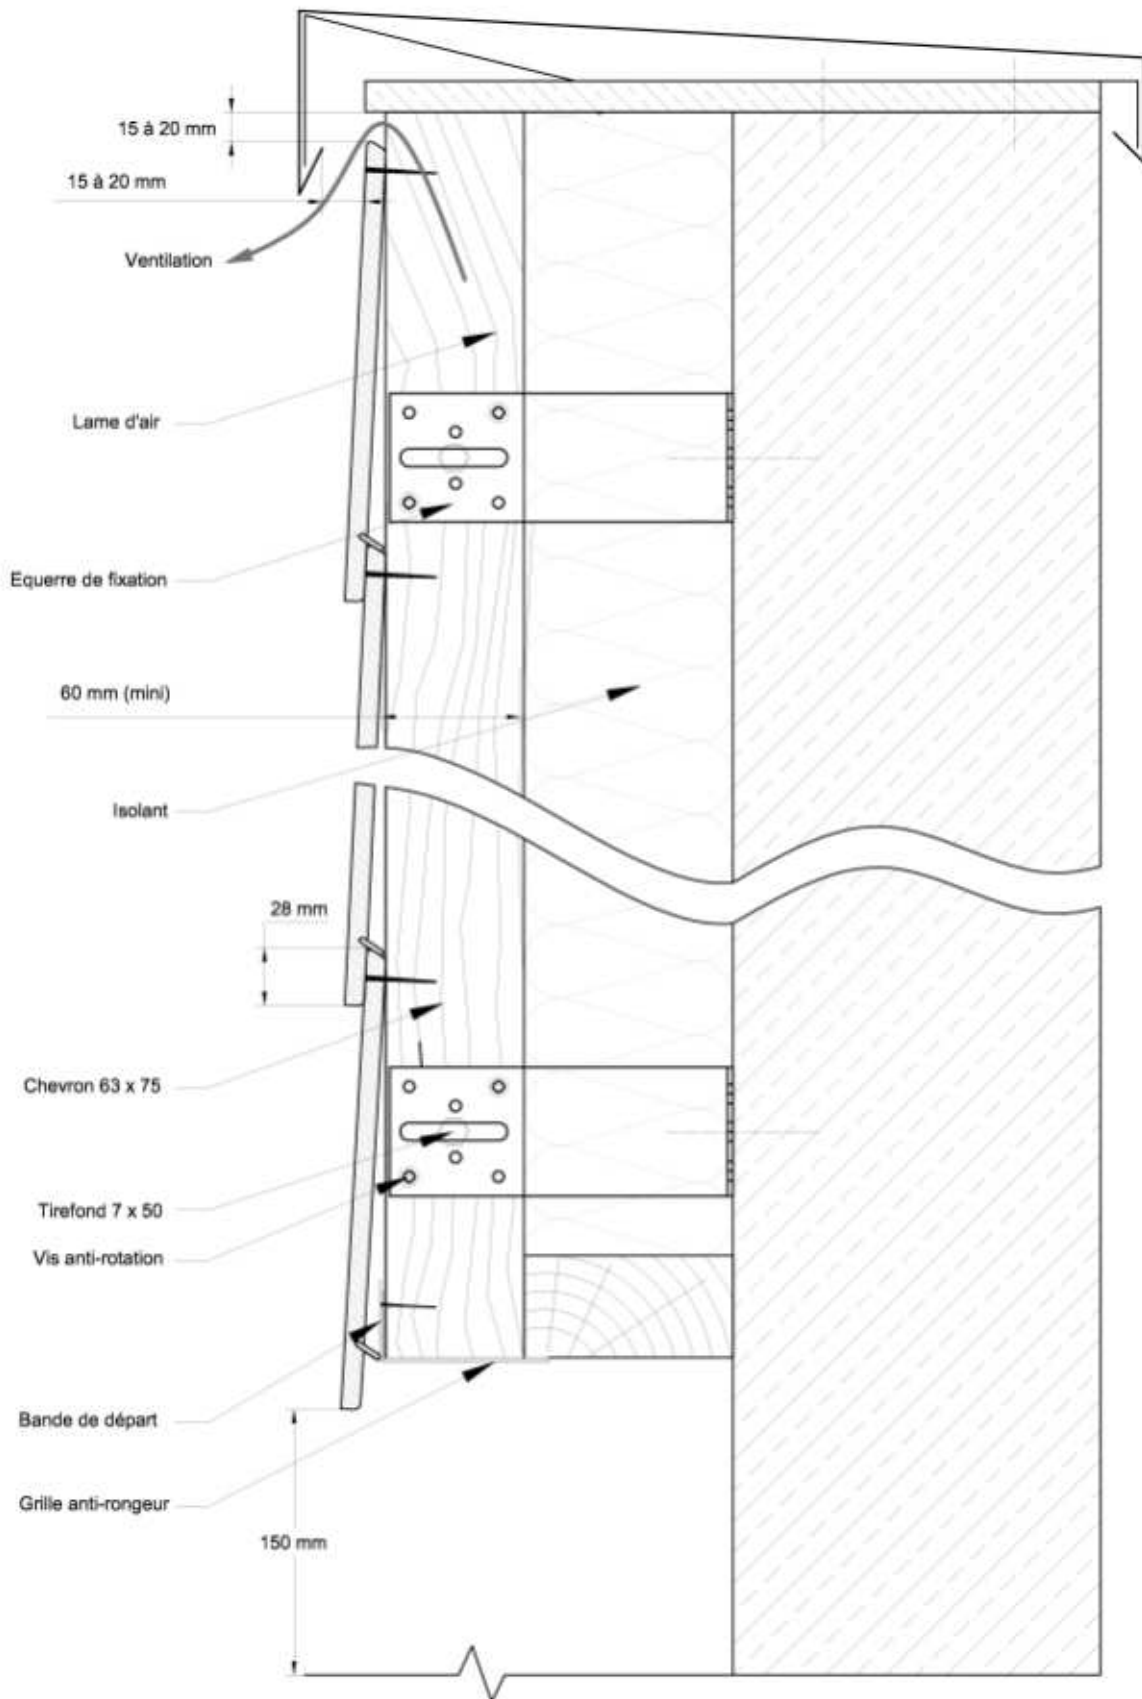 15 à 20 mm
15 à 20 mm
Ventilation
Lame d'air
Equerre de fixation
60 mm (mini)
Isolant
28 mm
Chevron 63 x 75
Tirefond 7 x 50
Vis anti-rotation
Bande de départ
Grille anti-rongeur
150 mm